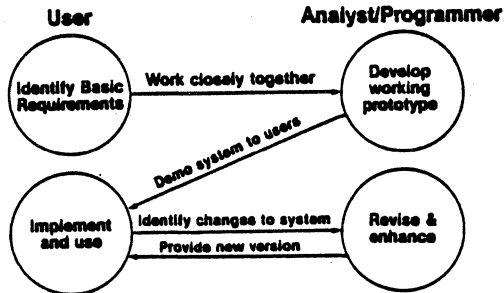 User
Analyst/Programmer
Identify Basic
Requirements
Work closely together
Develop
working
prototype
Demo system to users
Implement
and use
Identify changes to system
Provide new version
Revise &
enhance